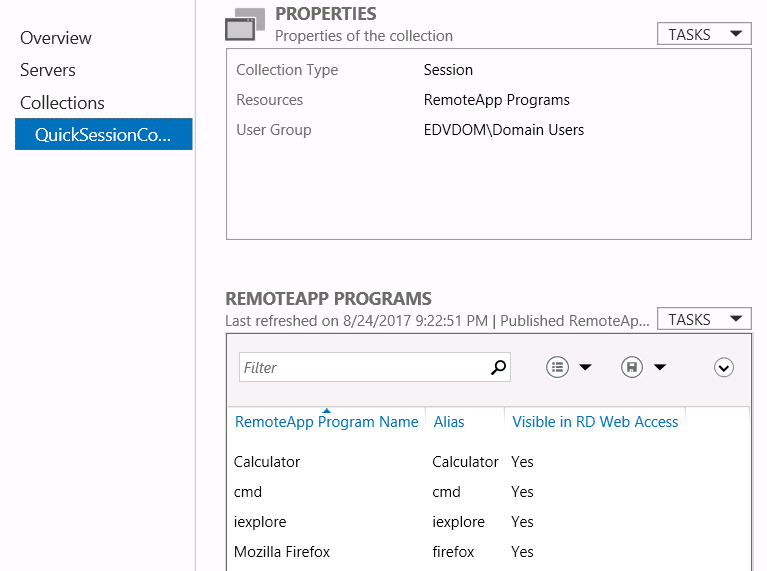 Overview
Servers
Collections
QuickSessionCo...
PROPERTIES
Properties of the collection
TASKS
Collection Type Session
Resources RemoteApp Programs
User Group EDVDOM\Domain Users
REMOTEAPP PROGRAMS
Last refreshed on 8/24/2017 9:22:51 PM | Published RemoteAp...
TASKS
Filter
RemoteApp Program Name Alias Visible in RD Web Access
Calculator Calculator Yes
cmd cmd Yes
iexplore iexplore Yes
Mozilla Firefox firefox Yes